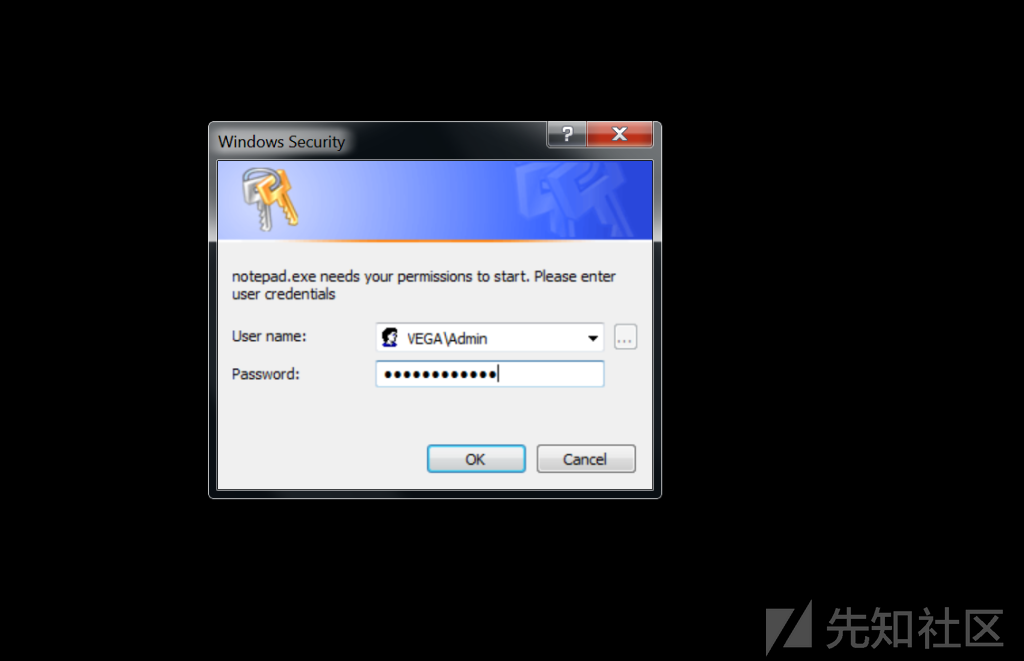 Windows Security
?
notepad.exe needs your permissions to start. Please enter
user credentials
User name:
VEGA\Admin
...
Password:
••••••••••••
OK
Cancel
先知社区